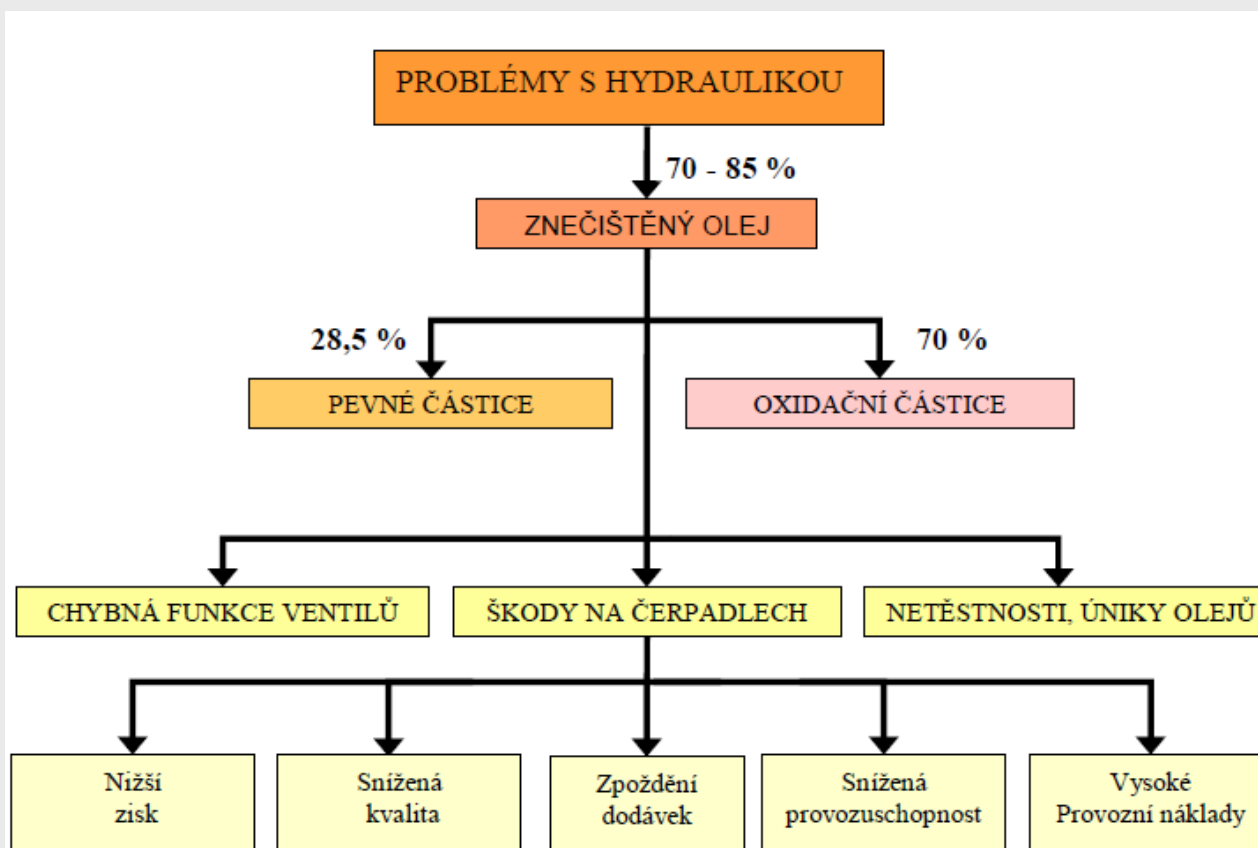 PROBLÉMY S HYDRAULIKOU
70 - 85 %
ZNEČIŠTĚNÝ OLEJ
28,5 %
70 %
PEVNÉ ČÁSTICE
OXIDAČNÍ ČÁSTICE
CHYBNÁ FUNKCE VENTILŮ
ŠKODY NA ČERPADLECH
NETĚSTNOSTI, ÚNIKY OLEJŮ
Nižší
zisk
Snížená
kvalita
Zpoždění
dodávek
Snížená
provozuschopnost
Vysoké
Provozní náklady